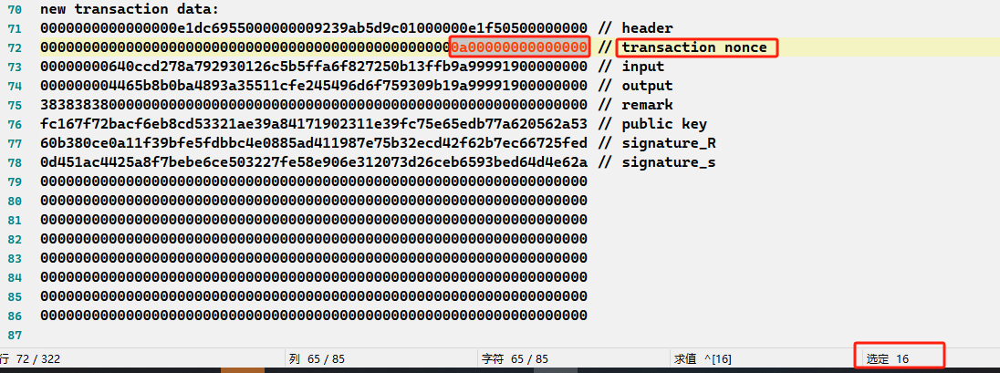 70 new transaction data:
71 0000000000000000e1dc6955000000009239ab5d9c01000000e1f50500000000 // header
72 0000000000000000000000000000000000000000000000000a00000000000000 // transaction nonce
73 00000000640ccd278a792930126c5b5ffa6f827250b13ffb9a99991900000000 // input
74 000000004465b8b0ba4893a35511cfe245496d6f759309b19a99991900000000 // output
75 3838383800000000000000000000000000000000000000000000000000000000 // remark
76 fc167f72bacf6eb8cd53321ae39a84171902311e39fc75e65edb77a620562a53 // public key
77 60b380ce0a11f39bfe5fdbbc4e0885ad411987e75b32ecd42f62b7ec66725fed // signature_R
78 0d451ac4425a8f7bebe6ce503227fe58e906e312073d26ceb6593bed64d4e62a // signature_s
79 0000000000000000000000000000000000000000000000000000000000000000
80 0000000000000000000000000000000000000000000000000000000000000000
81 0000000000000000000000000000000000000000000000000000000000000000
82 0000000000000000000000000000000000000000000000000000000000000000
83 0000000000000000000000000000000000000000000000000000000000000000
84 0000000000000000000000000000000000000000000000000000000000000000
85 0000000000000000000000000000000000000000000000000000000000000000
86 0000000000000000000000000000000000000000000000000000000000000000
87
行 72 / 322 列 65 / 85 字符 65 / 85 求值 ^[16] 选定 16